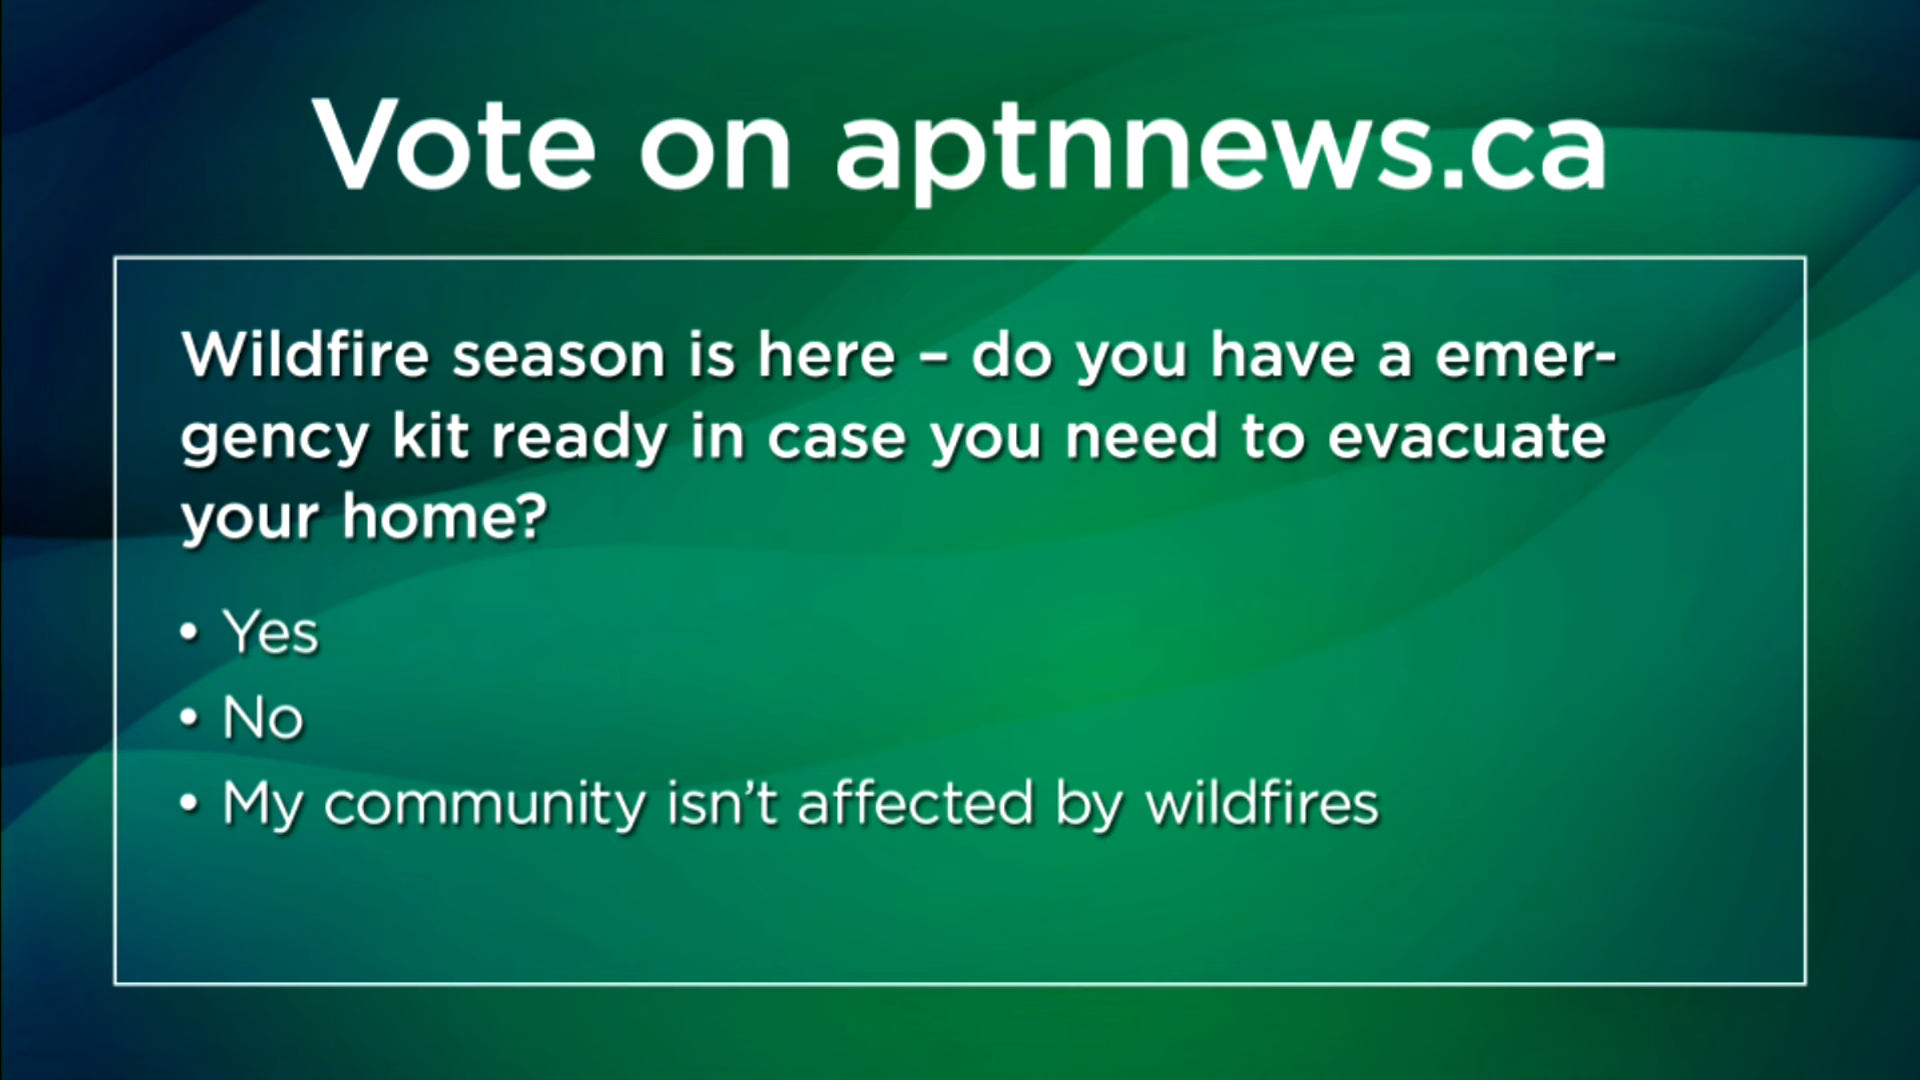 Vote on aptnnews.ca
Wildfire season is here – do you have a emer-
gency kit ready in case you need to evacuate
your home?
• Yes
• No
• My community isn’t affected by wildfires